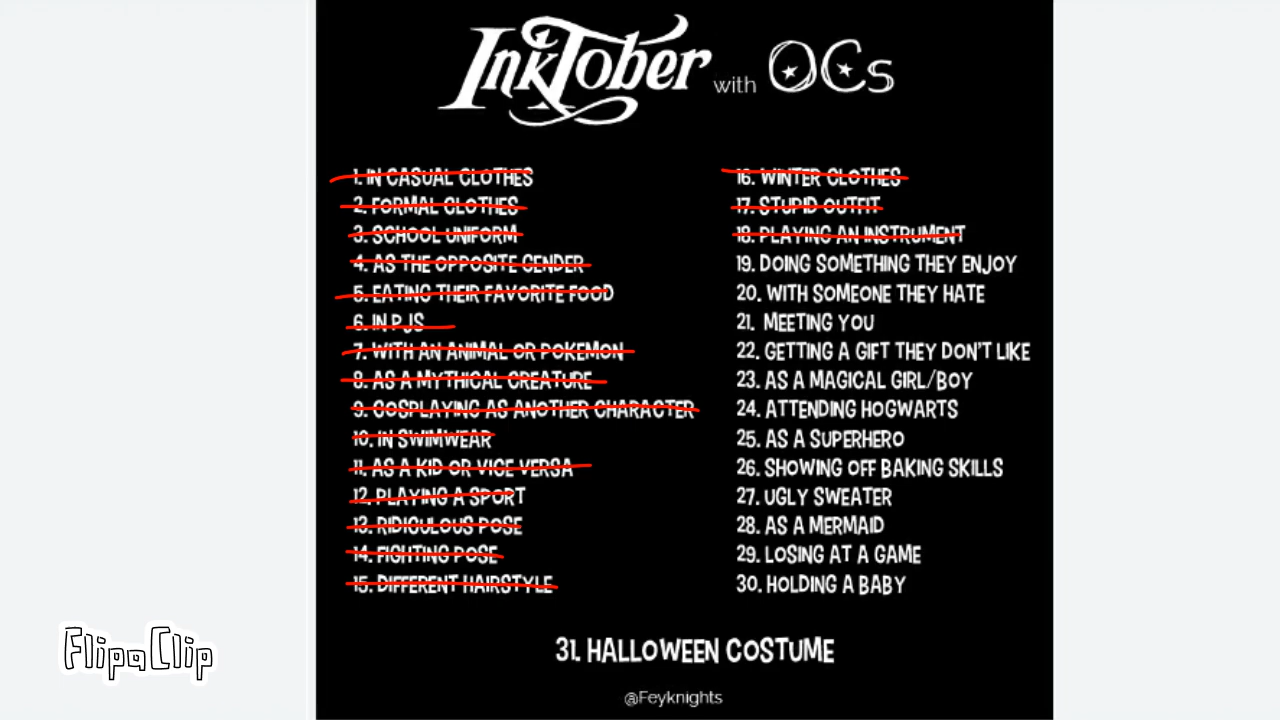 InkTober with OCs
1. IN CASUAL CLOTHES
2. FORMAL CLOTHES
3. SCHOOL UNIFORM
4. AS THE OPPOSITE GENDER
5. EATING THEIR FAVORITE FOOD
6. IN PJS
7. WITH AN ANIMAL OR POKEMON
8. AS A MYTHICAL CREATURE
9. COSPLAYING AS ANOTHER CHARACTER
10. IN SWIMWEAR
11. AS A KID OR VICE VERSA
12. PLAYING A SPORT
13. RIDICULOUS POSE
14. FIGHTING POSE
15. DIFFERENT HAIRSTYLE
16. WINTER CLOTHES
17. STUPID OUTFIT
18. PLAYING AN INSTRUMENT
19. DOING SOMETHING THEY ENJOY
20. WITH SOMEONE THEY HATE
21. MEETING YOU
22. GETTING A GIFT THEY DON'T LIKE
23. AS A MAGICAL GIRL/BOY
24. ATTENDING HOGWARTS
25. AS A SUPERHERO
26. SHOWING OFF BAKING SKILLS
27. UGLY SWEATER
28. AS A MERMAID
29. LOSING AT A GAME
30. HOLDING A BABY
31. HALLOWEEN COSTUME
@Feyknights
FlipaClip